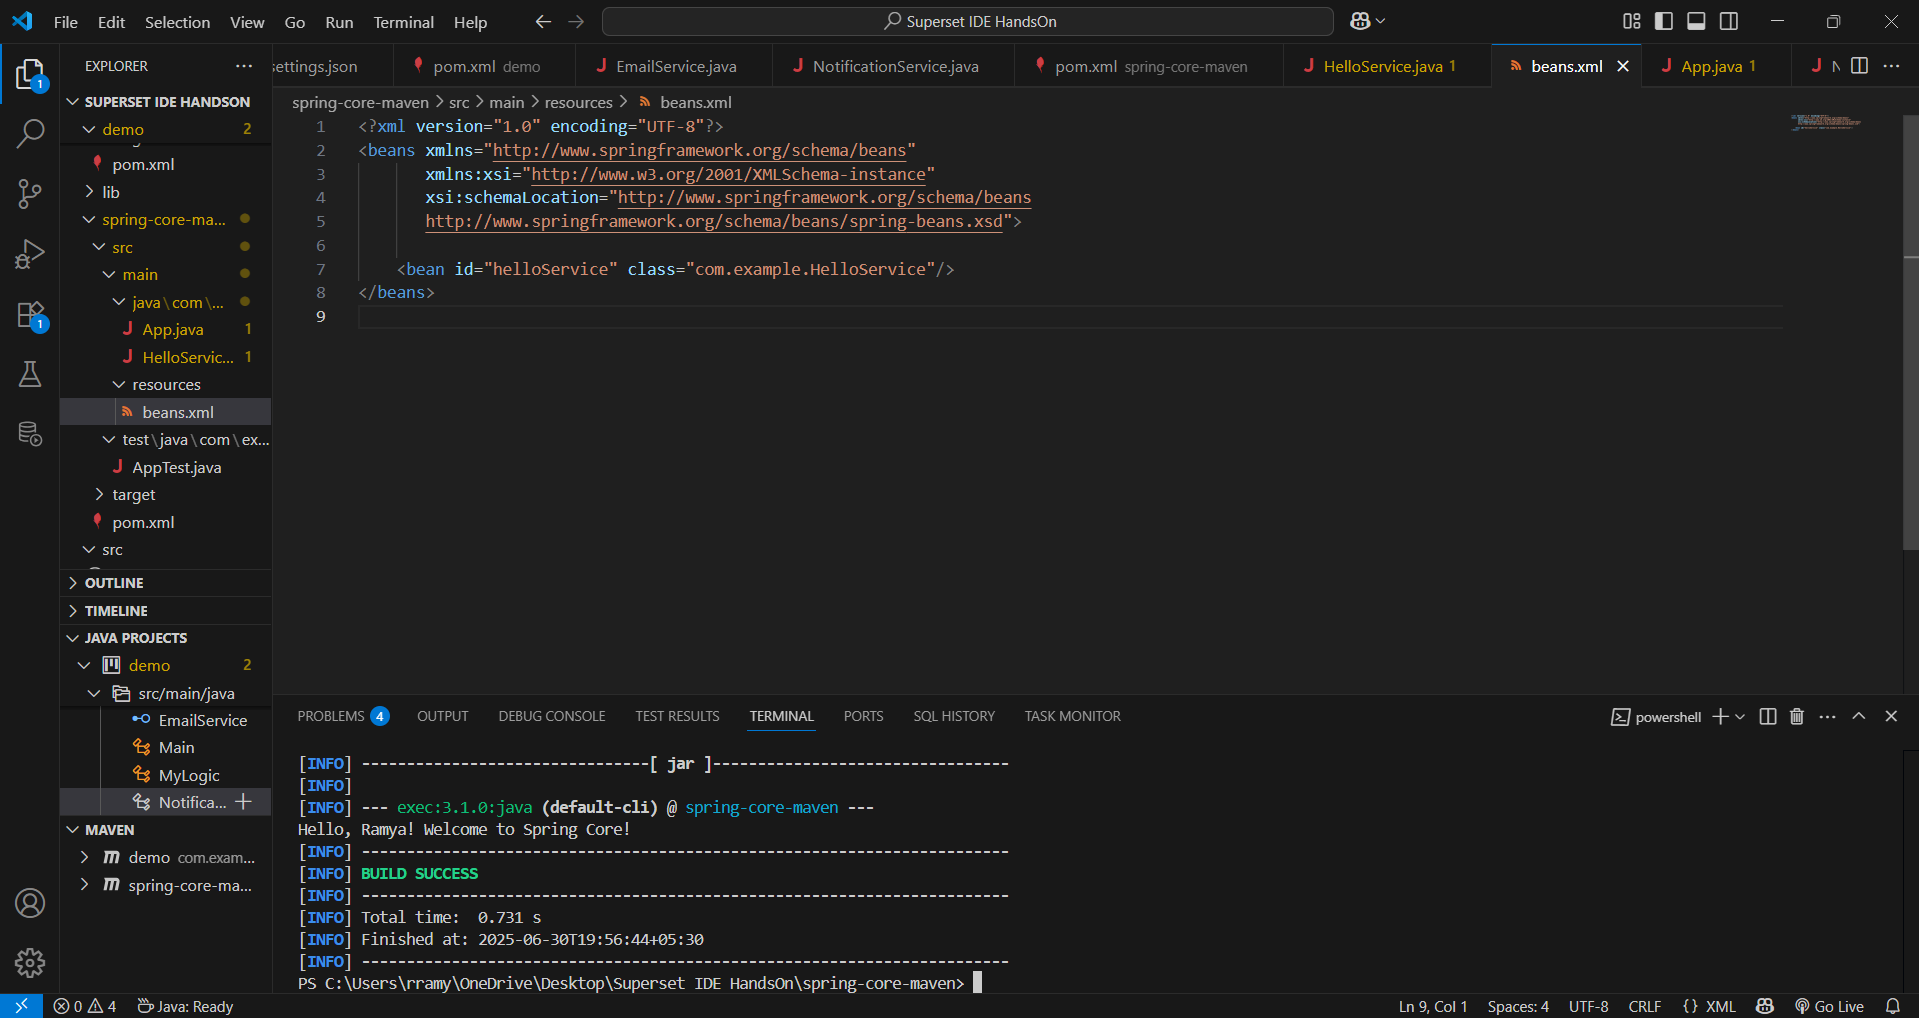 File Edit Selection View Go Run Terminal Help
Superset IDE HandsOn
EXPLORER
SUPERSET IDE HANDSON
demo 2
pom.xml
lib
spring-core-ma...
src
main
java\com\...
App.java 1
HelloServic... 1
resources
beans.xml
test\java\com\ex...
AppTest.java
target
pom.xml
src
OUTLINE
TIMELINE
JAVA PROJECTS
demo 2
src/main/java
EmailService
Main
MyLogic
Notifica...
MAVEN
demo com.exam...
spring-core-ma...
1
1
settings.json
pom.xml demo
EmailService.java
NotificationService.java
pom.xml spring-core-maven
HelloService.java 1
beans.xml
App.java 1
spring-core-maven > src > main > resources > beans.xml
1 <?xml version="1.0" encoding="UTF-8"?>
2 <beans xmlns="http://www.springframework.org/schema/beans"
3 xmlns:xsi="http://www.w3.org/2001/XMLSchema-instance"
4 xsi:schemaLocation="http://www.springframework.org/schema/beans
5 http://www.springframework.org/schema/beans/spring-beans.xsd">
6
7 <bean id="helloService" class="com.example.HelloService"/>
8 </beans>
9
PROBLEMS 4 OUTPUT DEBUG CONSOLE TEST RESULTS TERMINAL PORTS SQL HISTORY TASK MONITOR
powershell
[INFO] --------------------------------[ jar ]---------------------------------
[INFO]
[INFO] --- exec:3.1.0:java (default-cli) @ spring-core-maven ---
Hello, Ramya! Welcome to Spring Core!
[INFO] ------------------------------------------------------------------------
[INFO] BUILD SUCCESS
[INFO] ------------------------------------------------------------------------
[INFO] Total time:  0.731 s
[INFO] Finished at: 2025-06-30T19:56:44+05:30
[INFO] ------------------------------------------------------------------------
PS C:\Users\rramy\OneDrive\Desktop\Superset IDE HandsOn\spring-core-maven>
0 4 Java: Ready
Ln 9, Col 1 Spaces: 4 UTF-8 CRLF {} XML Go Live